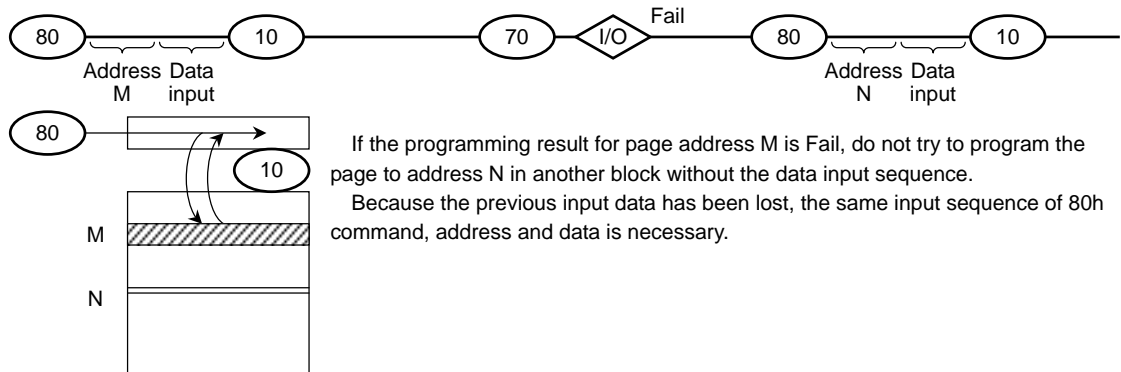 Fail
80 10 70 I/O 80 10
Address Data Address Data
M input N input
80
10
If the programming result for page address M is Fail, do not try to program the
page to address N in another block without the data input sequence.
Because the previous input data has been lost, the same input sequence of 80h
command, address and data is necessary.
M
N